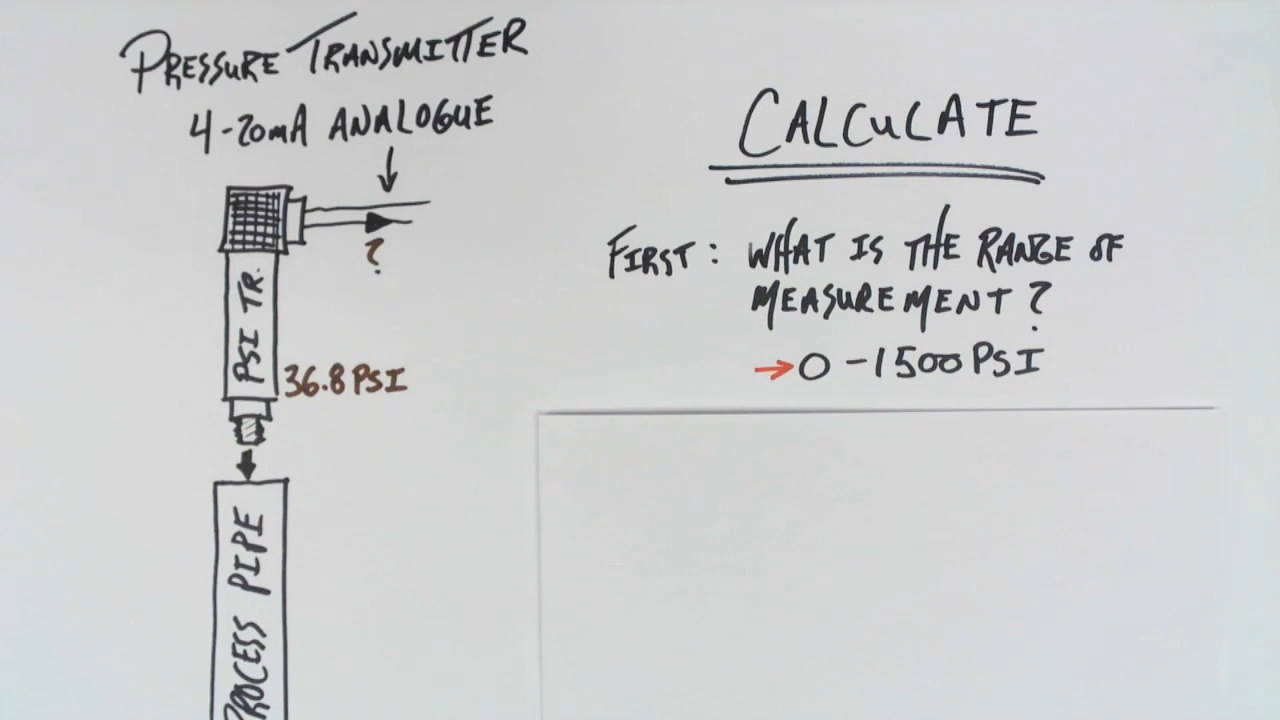 PRESSURE TRANSMITTER
4-20mA ANALOGUE
?
PSI TR.
36.8 PSI
PROCESS PIPE
CALCULATE
FIRST: WHAT IS THE RANGE OF
MEASUREMENT?
→0-1500 PSI